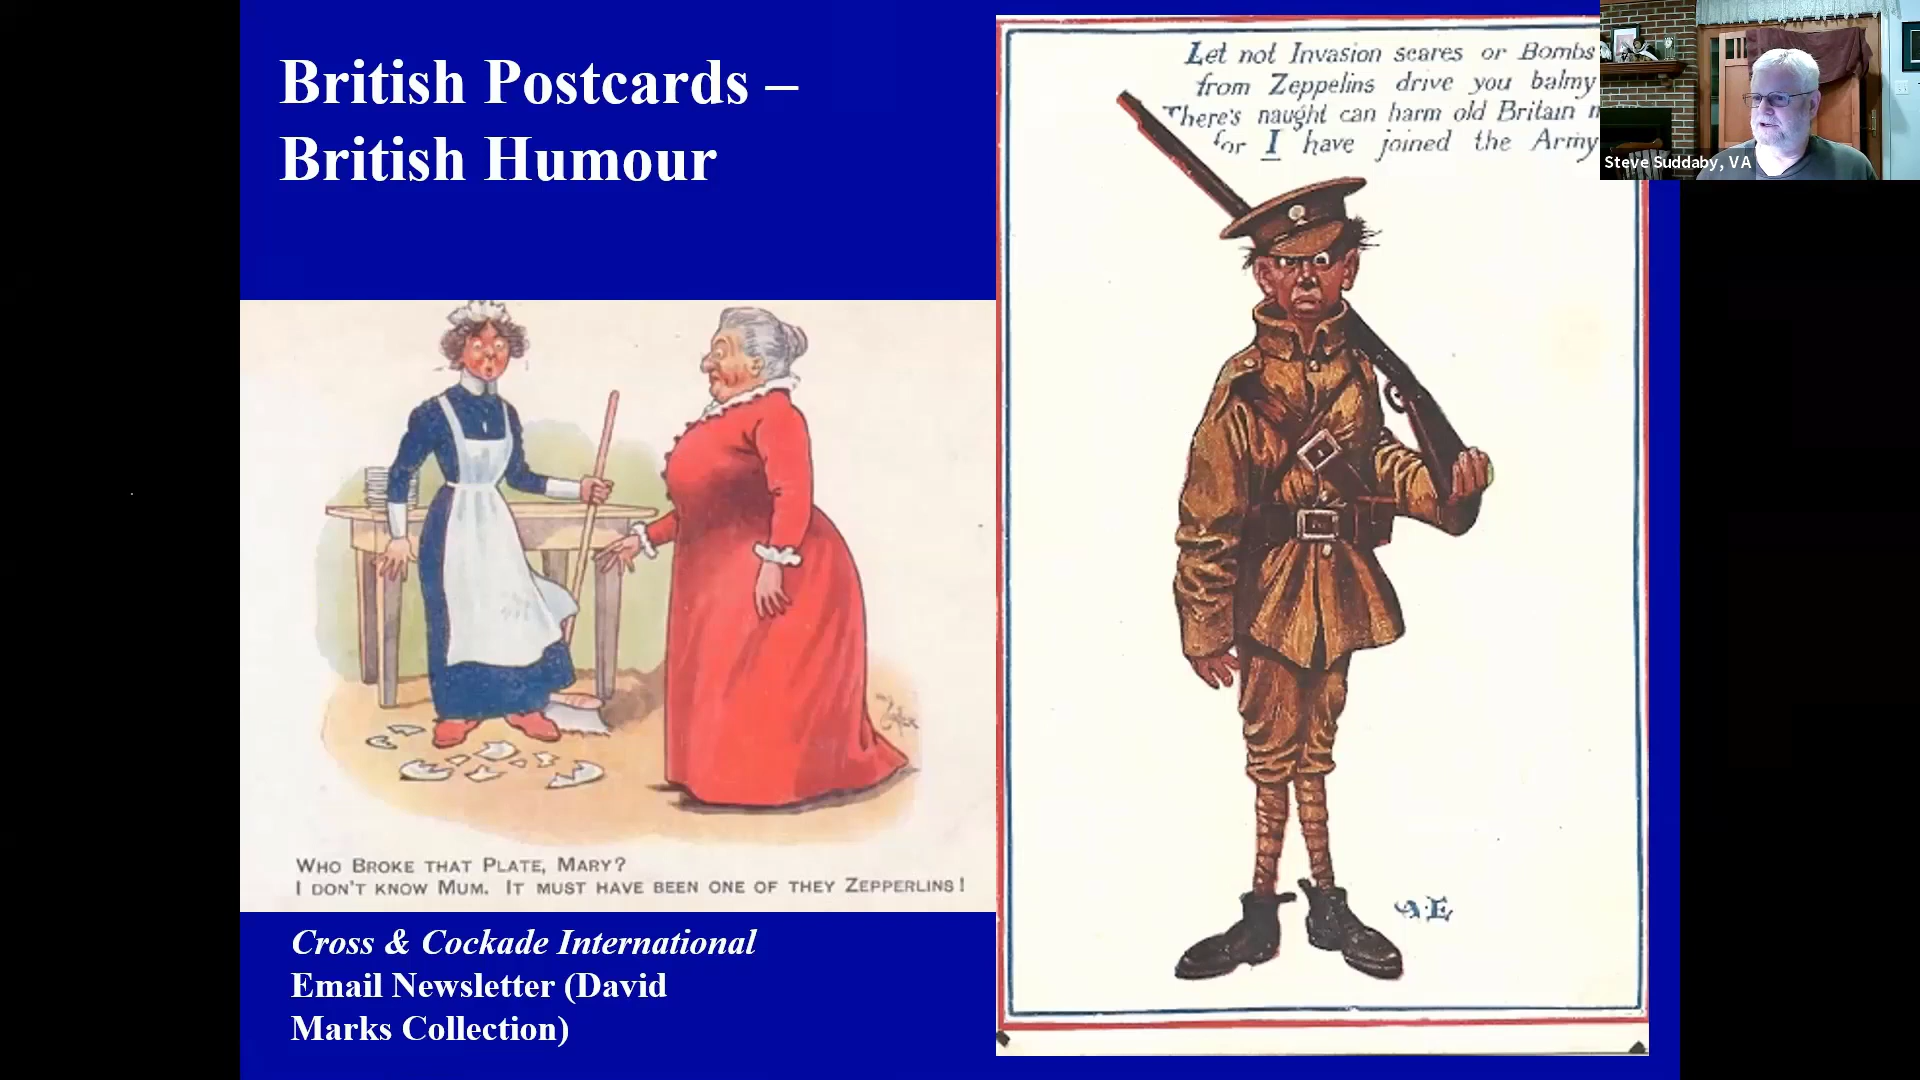 British Postcards –
British Humour
Let not Invasion scares or Bombs
from Zeppelins drive you balmy
There's naught can harm old Britain
for I have joined the Army
Steve Suddaby, VA
WHO BROKE THAT PLATE, MARY?
I DON'T KNOW MUM. IT MUST HAVE BEEN ONE OF THEY ZEPPERLINS!
A.E
Cross & Cockade International
Email Newsletter (David
Marks Collection)